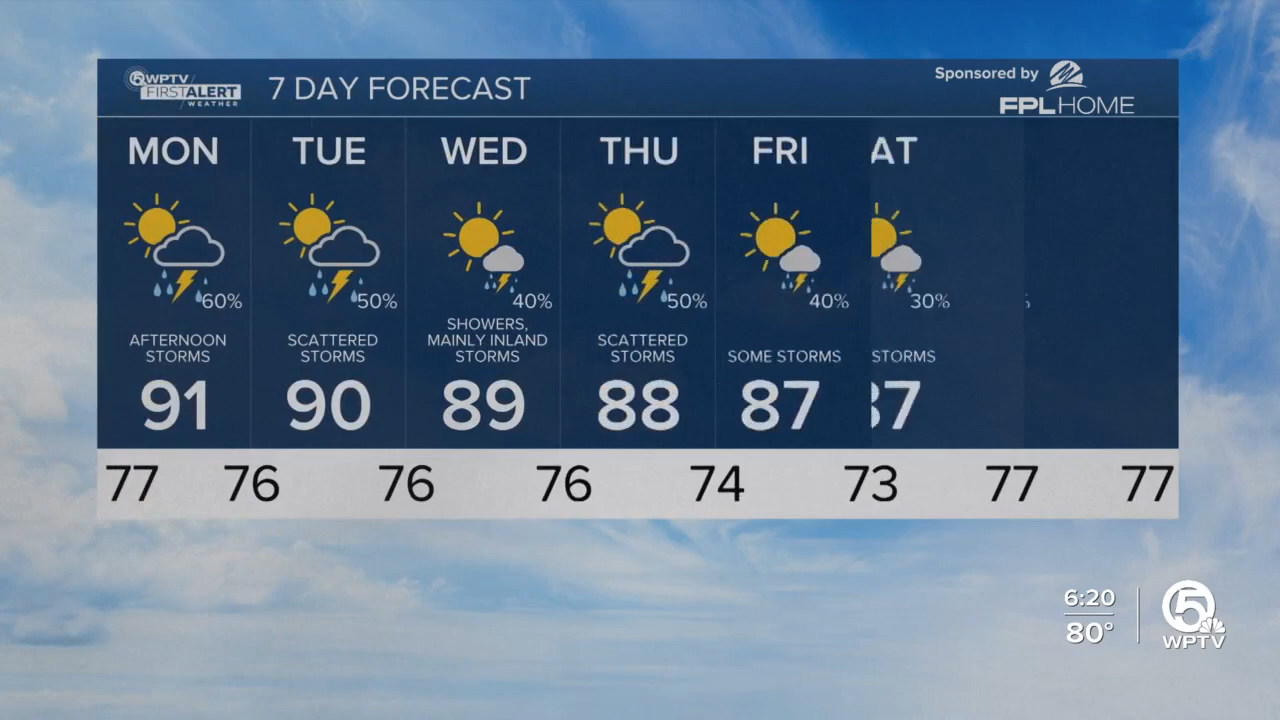 5 WPTV
FIRST ALERT
WEATHER
7 DAY FORECAST
Sponsored by
FPL HOME
MON
TUE
WED
THU
FRI
AT
60%
50%
40%
50%
40%
30%
AFTERNOON
STORMS
SCATTERED
STORMS
SHOWERS,
MAINLY INLAND
STORMS
SCATTERED
STORMS
SOME STORMS
STORMS
91
90
89
88
87
87
77 76 76 76 74 73 77 77
6:20
80°
5
WPTV